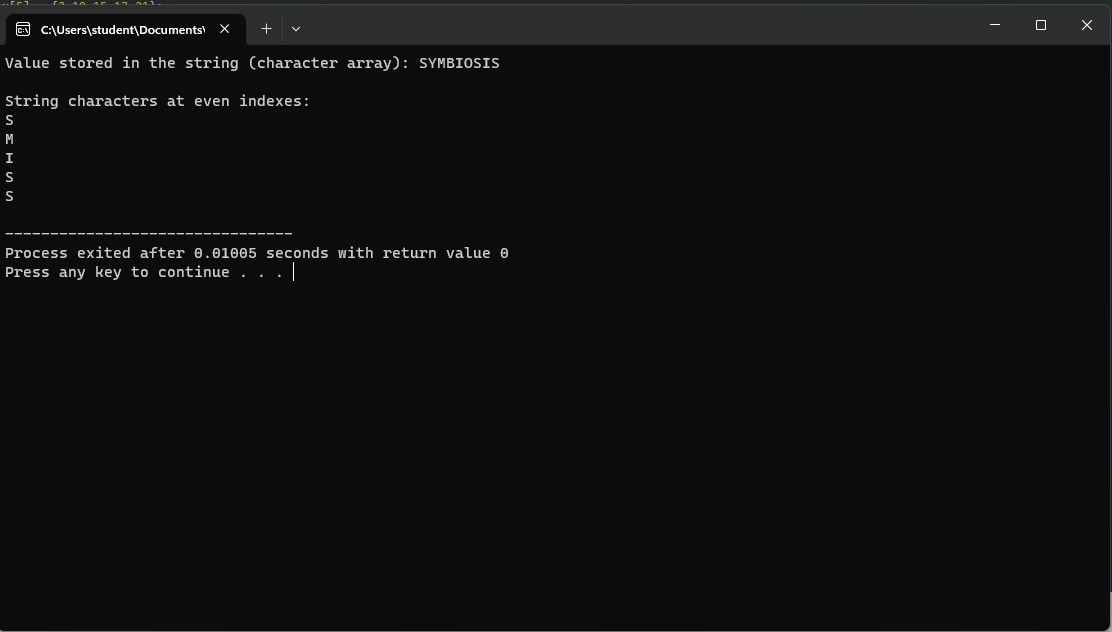 C:\Users\student\Documents\
Value stored in the string (character array): SYMBIOSIS
String characters at even indexes:
S
M
I
S
S
--------------------------------
Process exited after 0.01005 seconds with return value 0
Press any key to continue . . .